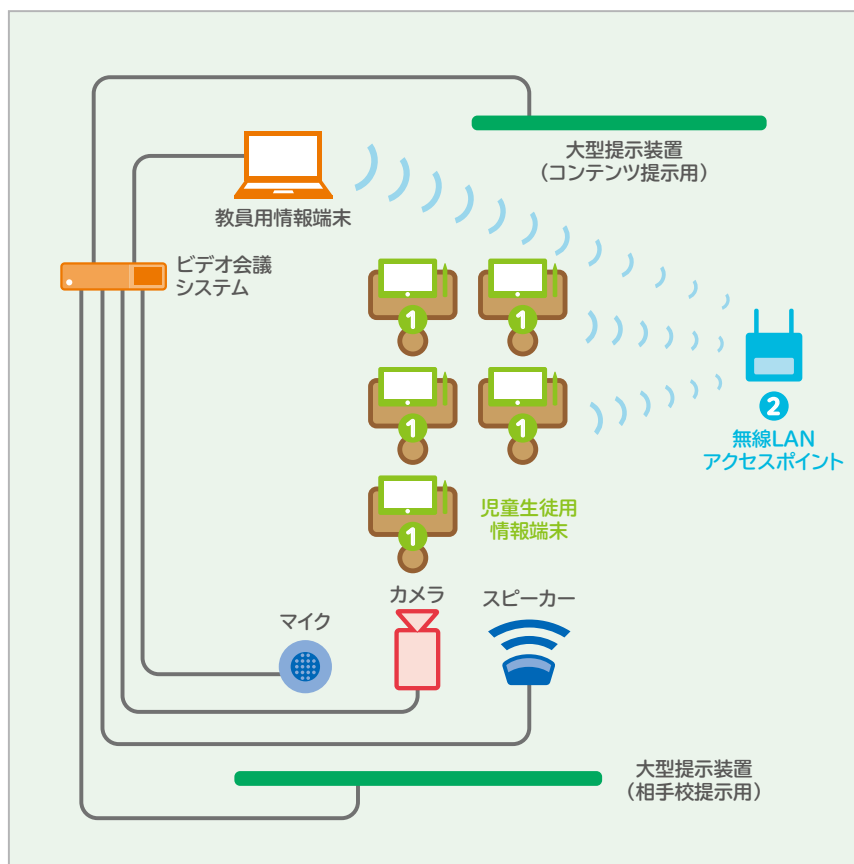 大型提示装置
（コンテンツ提示用）
教員用情報端末
ビデオ会議
システム
1
1
1
1
2
無線LAN
アクセスポイント
1
児童生徒用
情報端末
カメラ
スピーカー
マイク
大型提示装置
（相手校提示用）